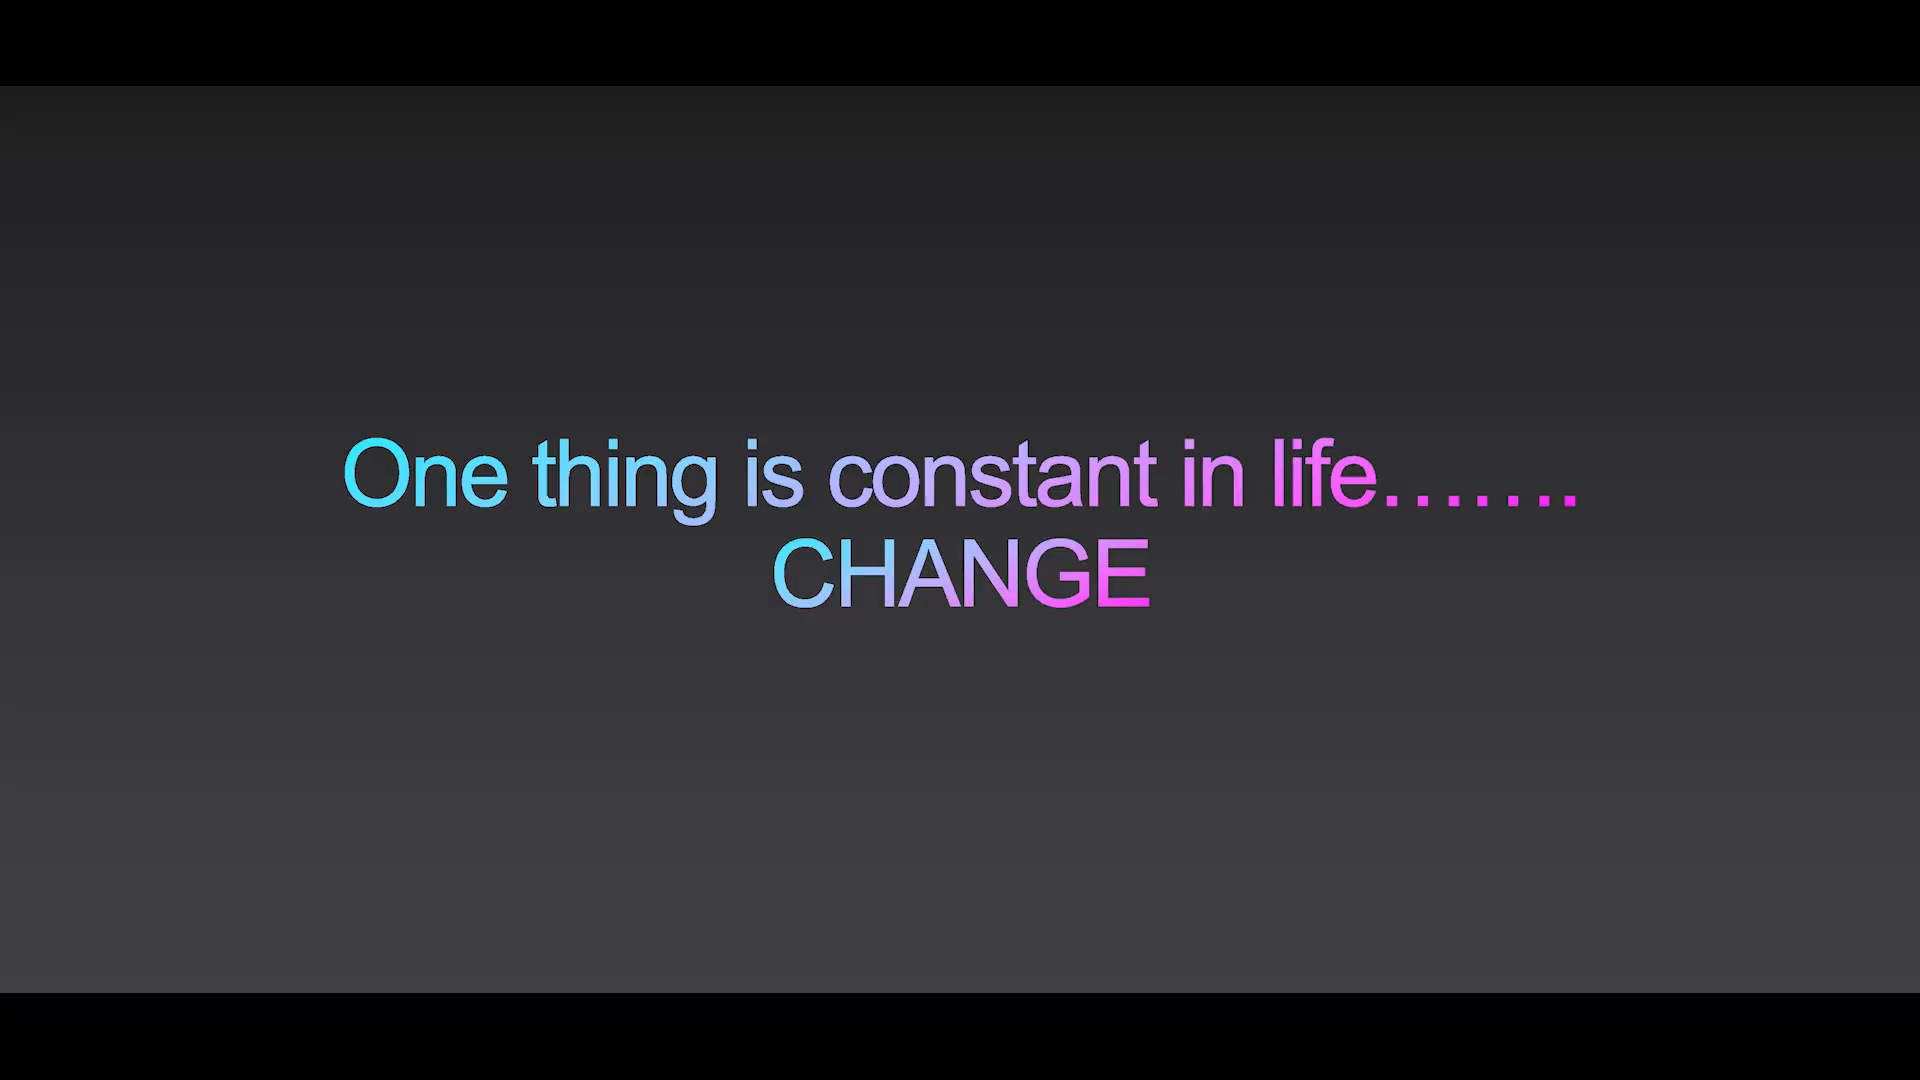 One thing is constant in life.......
CHANGE